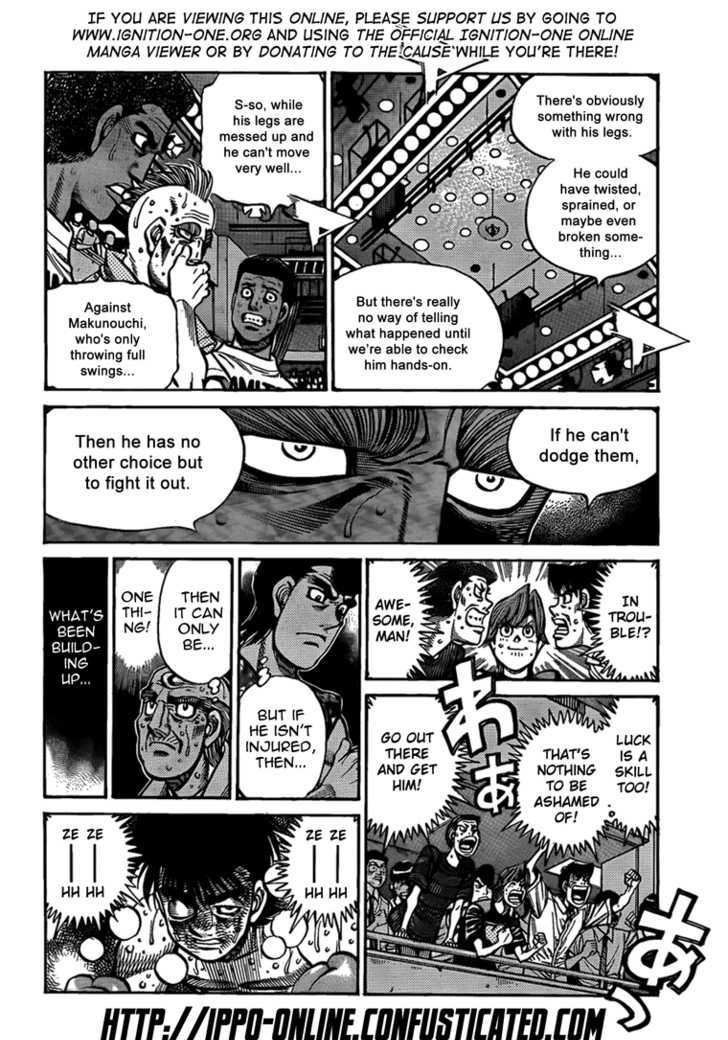 IF YOU ARE VIEWING THIS ONLINE, PLEASE SUPPORT US BY GOING TO
WWW.IGNITION-ONE.ORG AND USING THE OFFICIAL IGNITION-ONE ONLINE
MANGA VIEWER OR BY DONATING TO THE CAUSE WHILE YOU'RE THERE!
There's obviously
something wrong
with his legs.
He could
have twisted,
sprained, or
maybe even
broken some-
thing...
But there's really
no way of telling
what happened until
we're able to check
him hands-on.
S-so, while
his legs are
messed up and
he can't move
very well...
Against
Makunouchi,
who's only
throwing full
swings...
If he can't
dodge them,
Then he has no
other choice but
to fight it out.
IN
TROU-
BLE!?
AWE-
SOME,
MAN!
LUCK IS
A SKILL
TOO!
THAT'S
NOTHING
TO BE
ASHAMED
OF!
GO OUT
THERE
AND GET
HIM!
わぁ
あっ
BUT IF
HE ISN'T
INJURED,
THEN...
THEN
IT CAN
ONLY
BE...
ONE
THI-
NG!
WHAT'S
BEEN
BUILD-
ING
UP...
ZE ZE
| |
HH HH
ZE ZE
| |
HH HH
HTTP://IPPO-ONLINE.CONFUSTICATED.COM